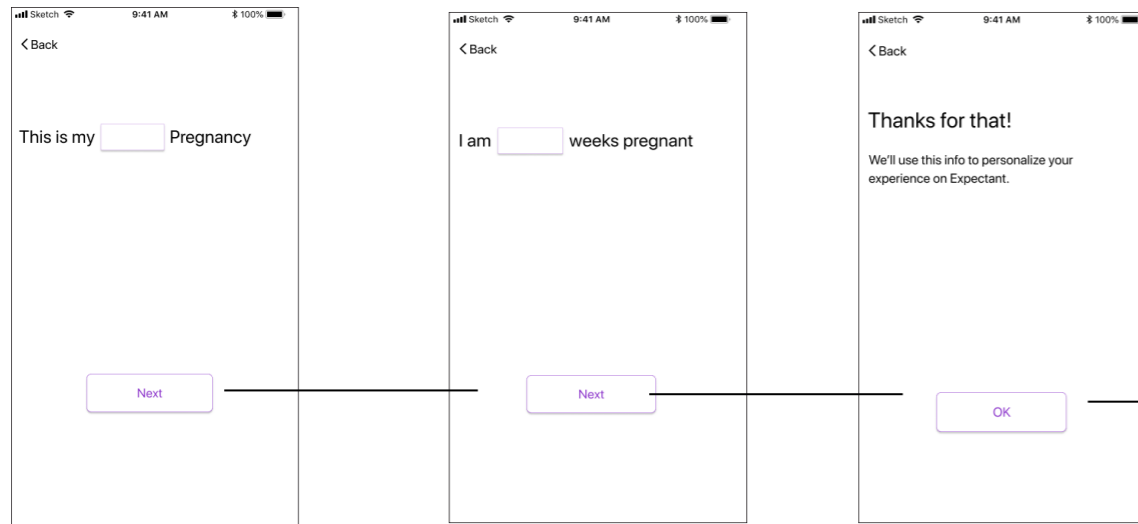 Sketch 9:41 AM 100%
Back
This is my Pregnancy
Next
Sketch 9:41 AM 100%
Back
I am weeks pregnant
Next
Sketch 9:41 AM 100%
Back
Thanks for that!
We'll use this info to personalize your
experience on Expectant.
OK